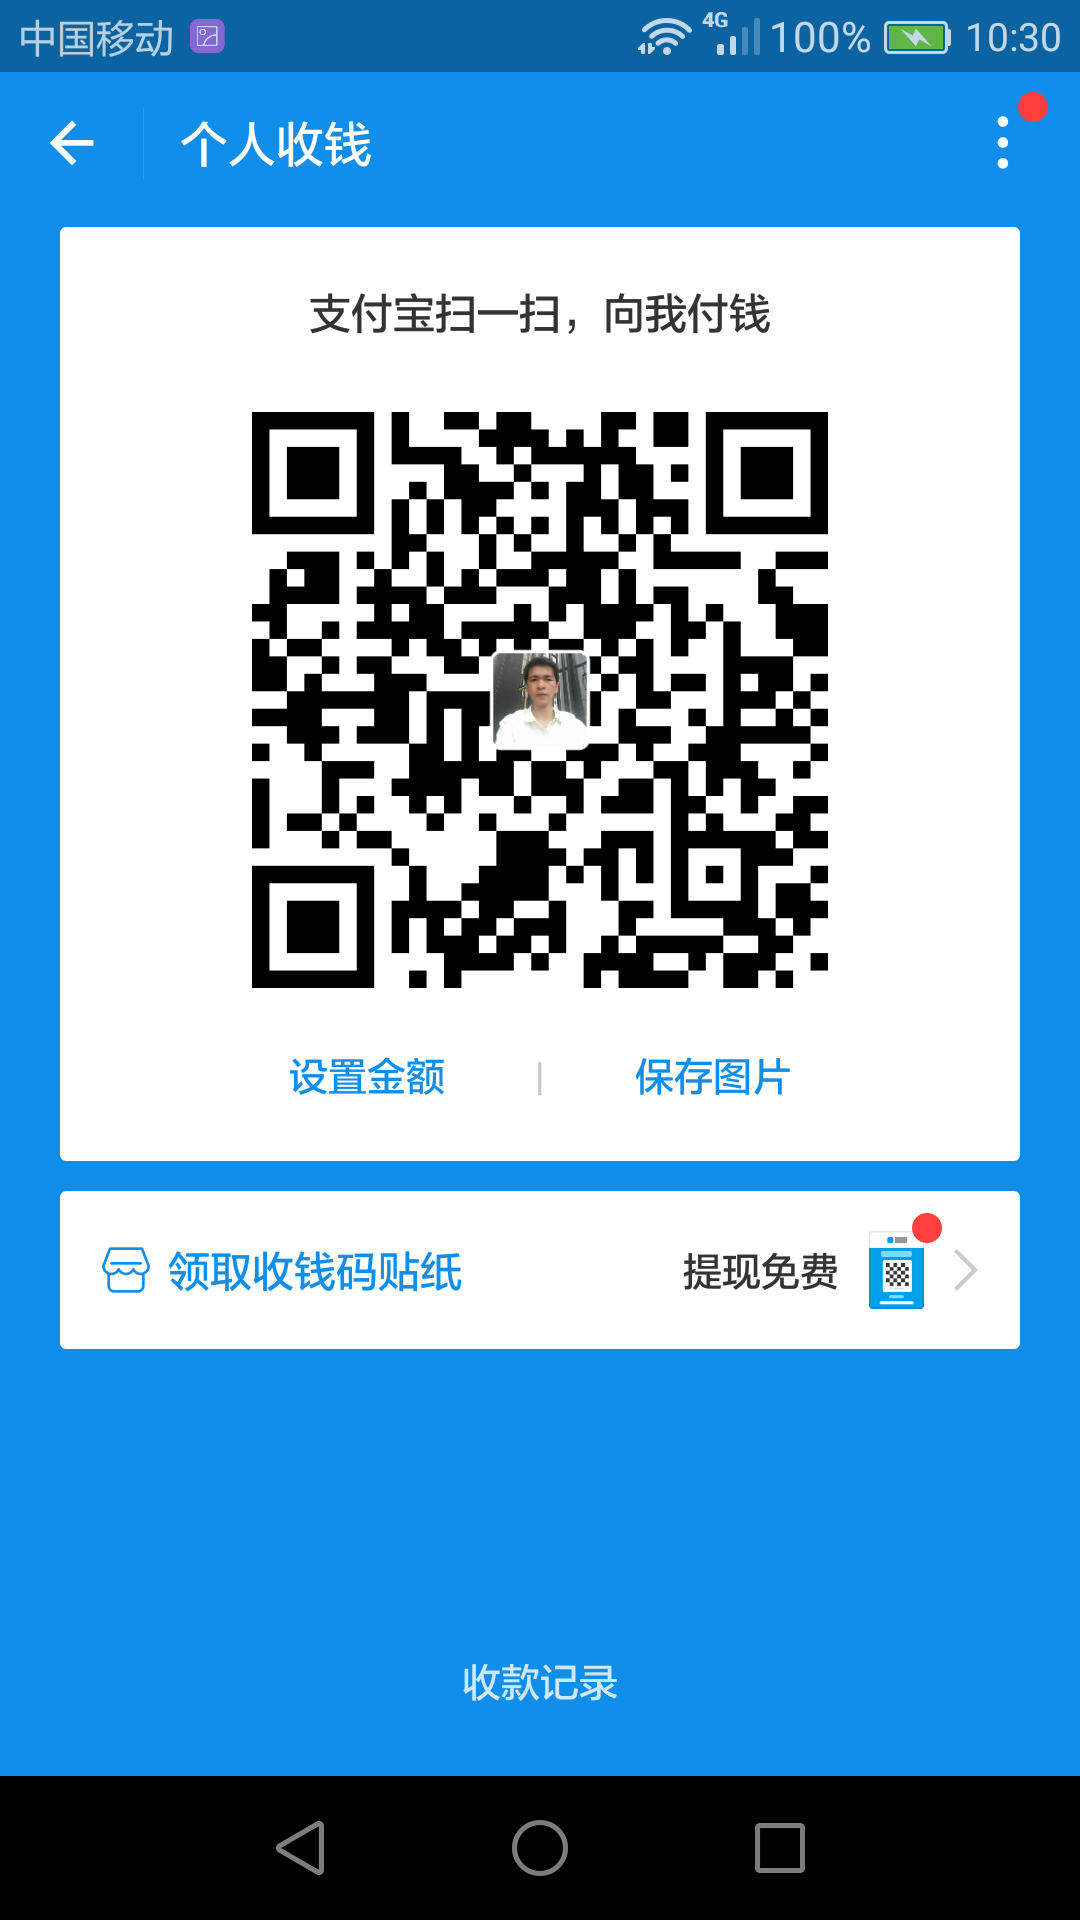 中国移动 4G 100% 10:30
个人收钱
支付宝扫一扫，向我付钱
设置金额 | 保存图片
领取收钱码贴纸 提现免费
收款记录